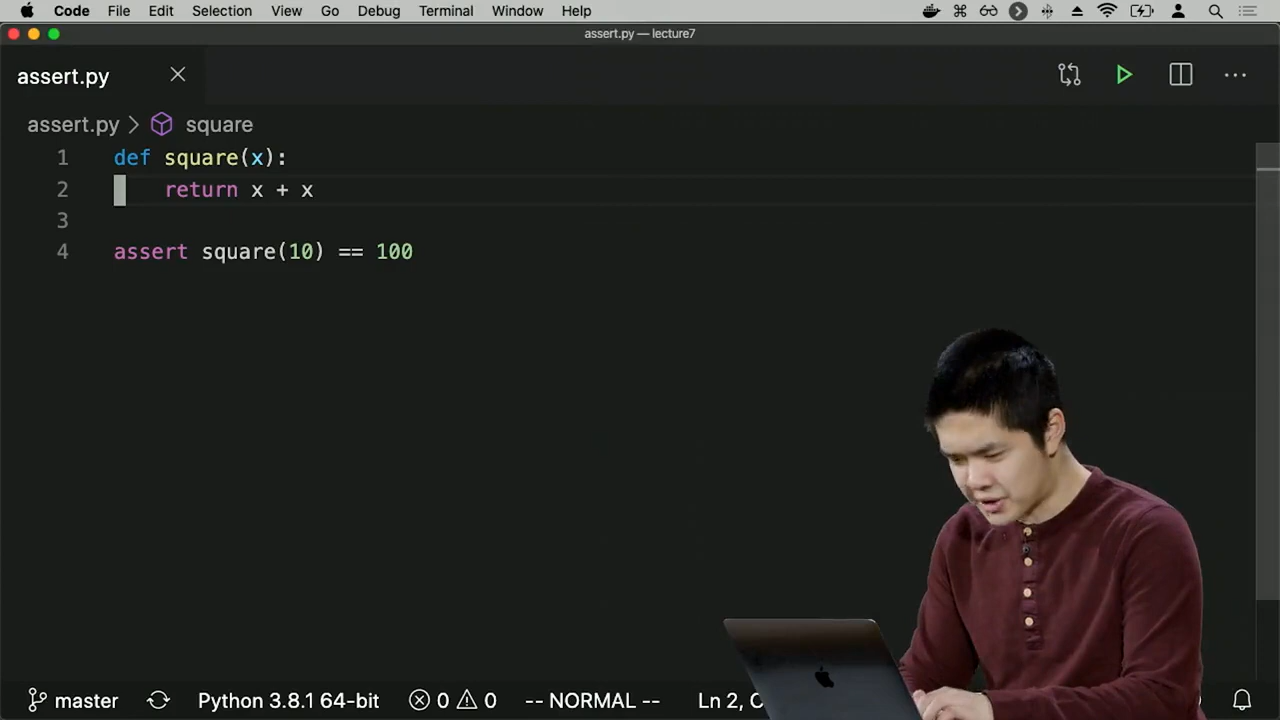 Code File Edit Selection View Go Debug Terminal Window Help
assert.py — lecture7
assert.py
assert.py > square
1 def square(x):
2     return x + x
3
4 assert square(10) == 100
master Python 3.8.1 64-bit 0 0 -- NORMAL -- Ln 2, C